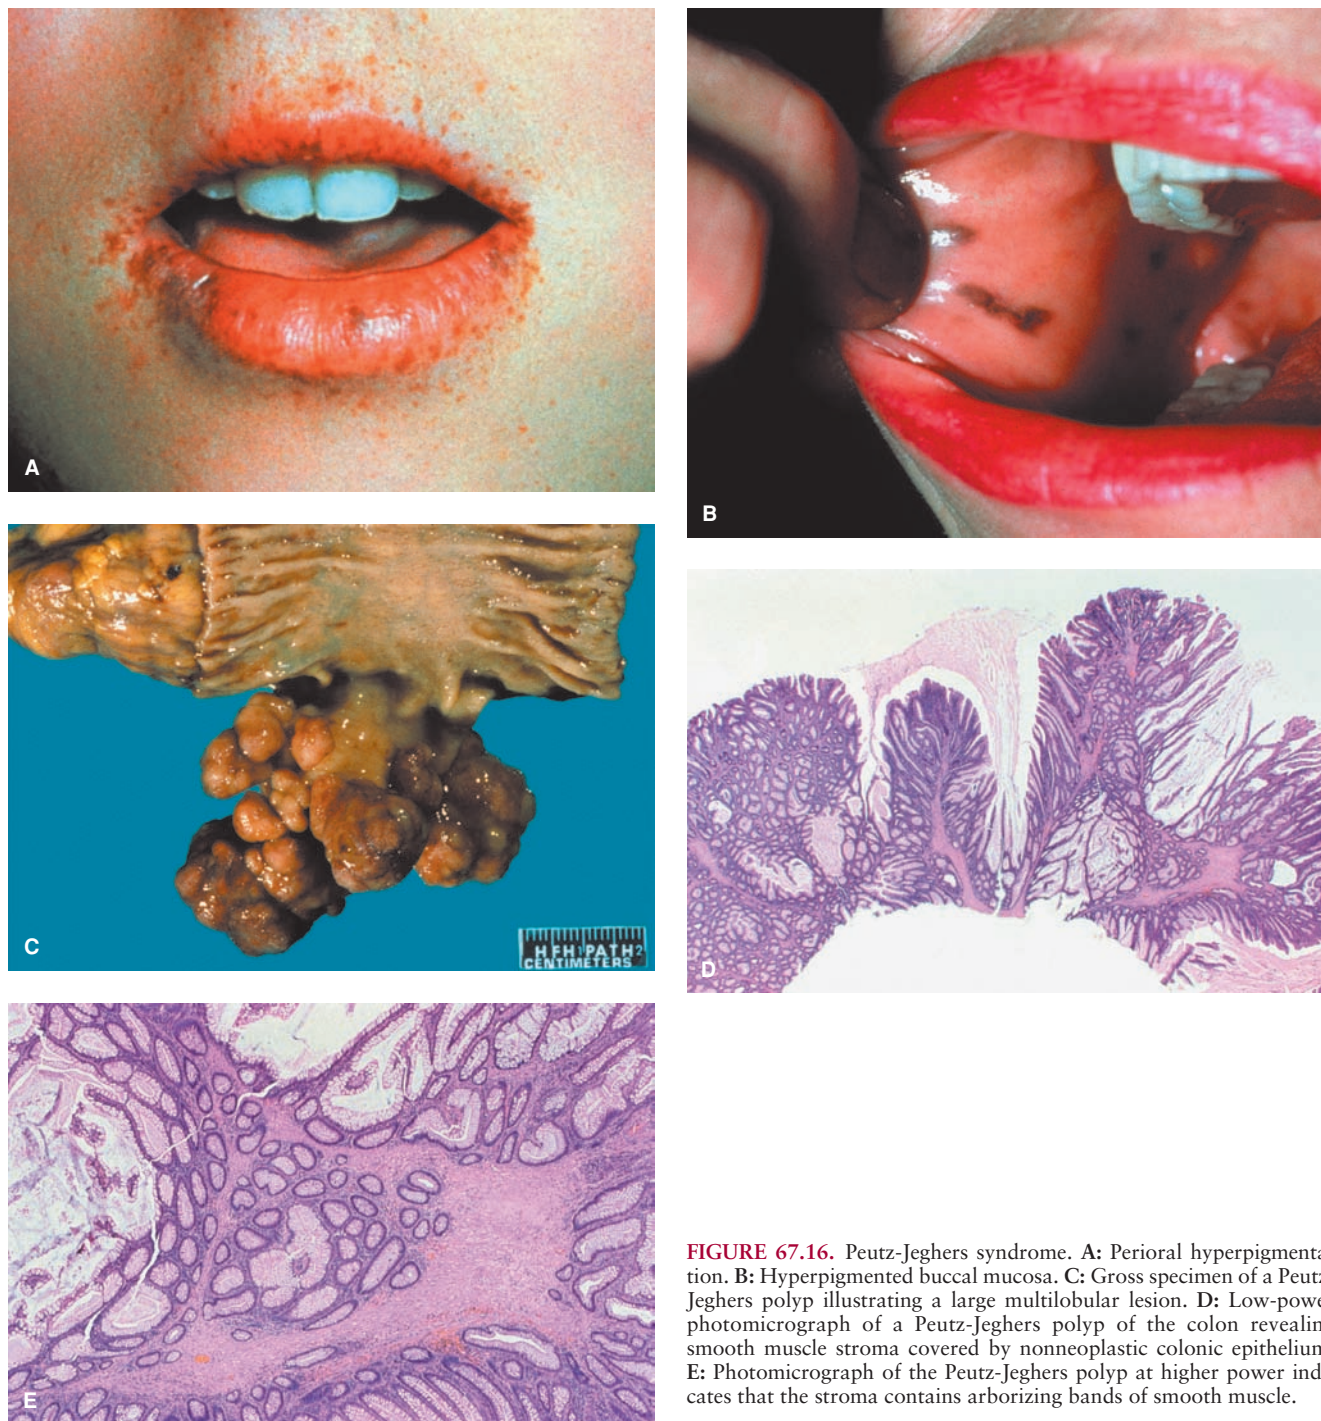 A
B
C
HFH 1 PATH 2
CENTIMETERS
D
E
FIGURE 67.16. Peutz-Jeghers syndrome. A: Perioral hyperpigmenta
tion. B: Hyperpigmented buccal mucosa. C: Gross specimen of a Peutz
Jeghers polyp illustrating a large multilobular lesion. D: Low-powe
photomicrograph of a Peutz-Jeghers polyp of the colon revealin
smooth muscle stroma covered by nonneoplastic colonic epithelium
E: Photomicrograph of the Peutz-Jeghers polyp at higher power ind
cates that the stroma contains arborizing bands of smooth muscle.